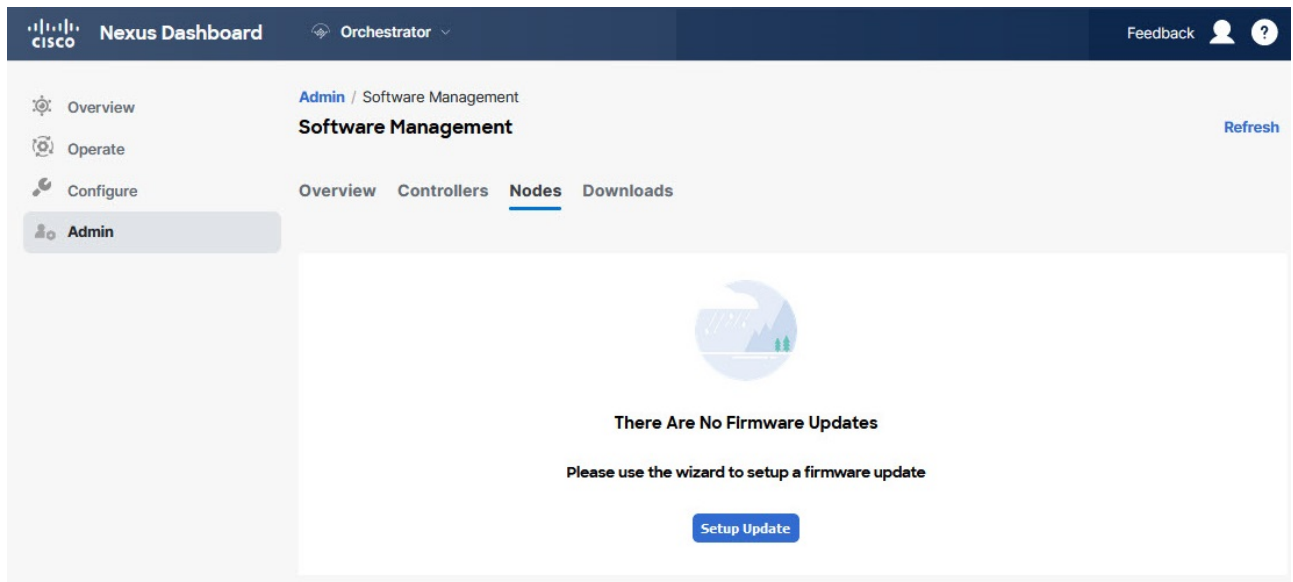 cisco Nexus Dashboard Orchestrator Feedback ?
Overview
Operate
Configure
Admin
Admin / Software Management
Software Management
Refresh
Overview Controllers Nodes Downloads
There Are No Firmware Updates
Please use the wizard to setup a firmware update
Setup Update